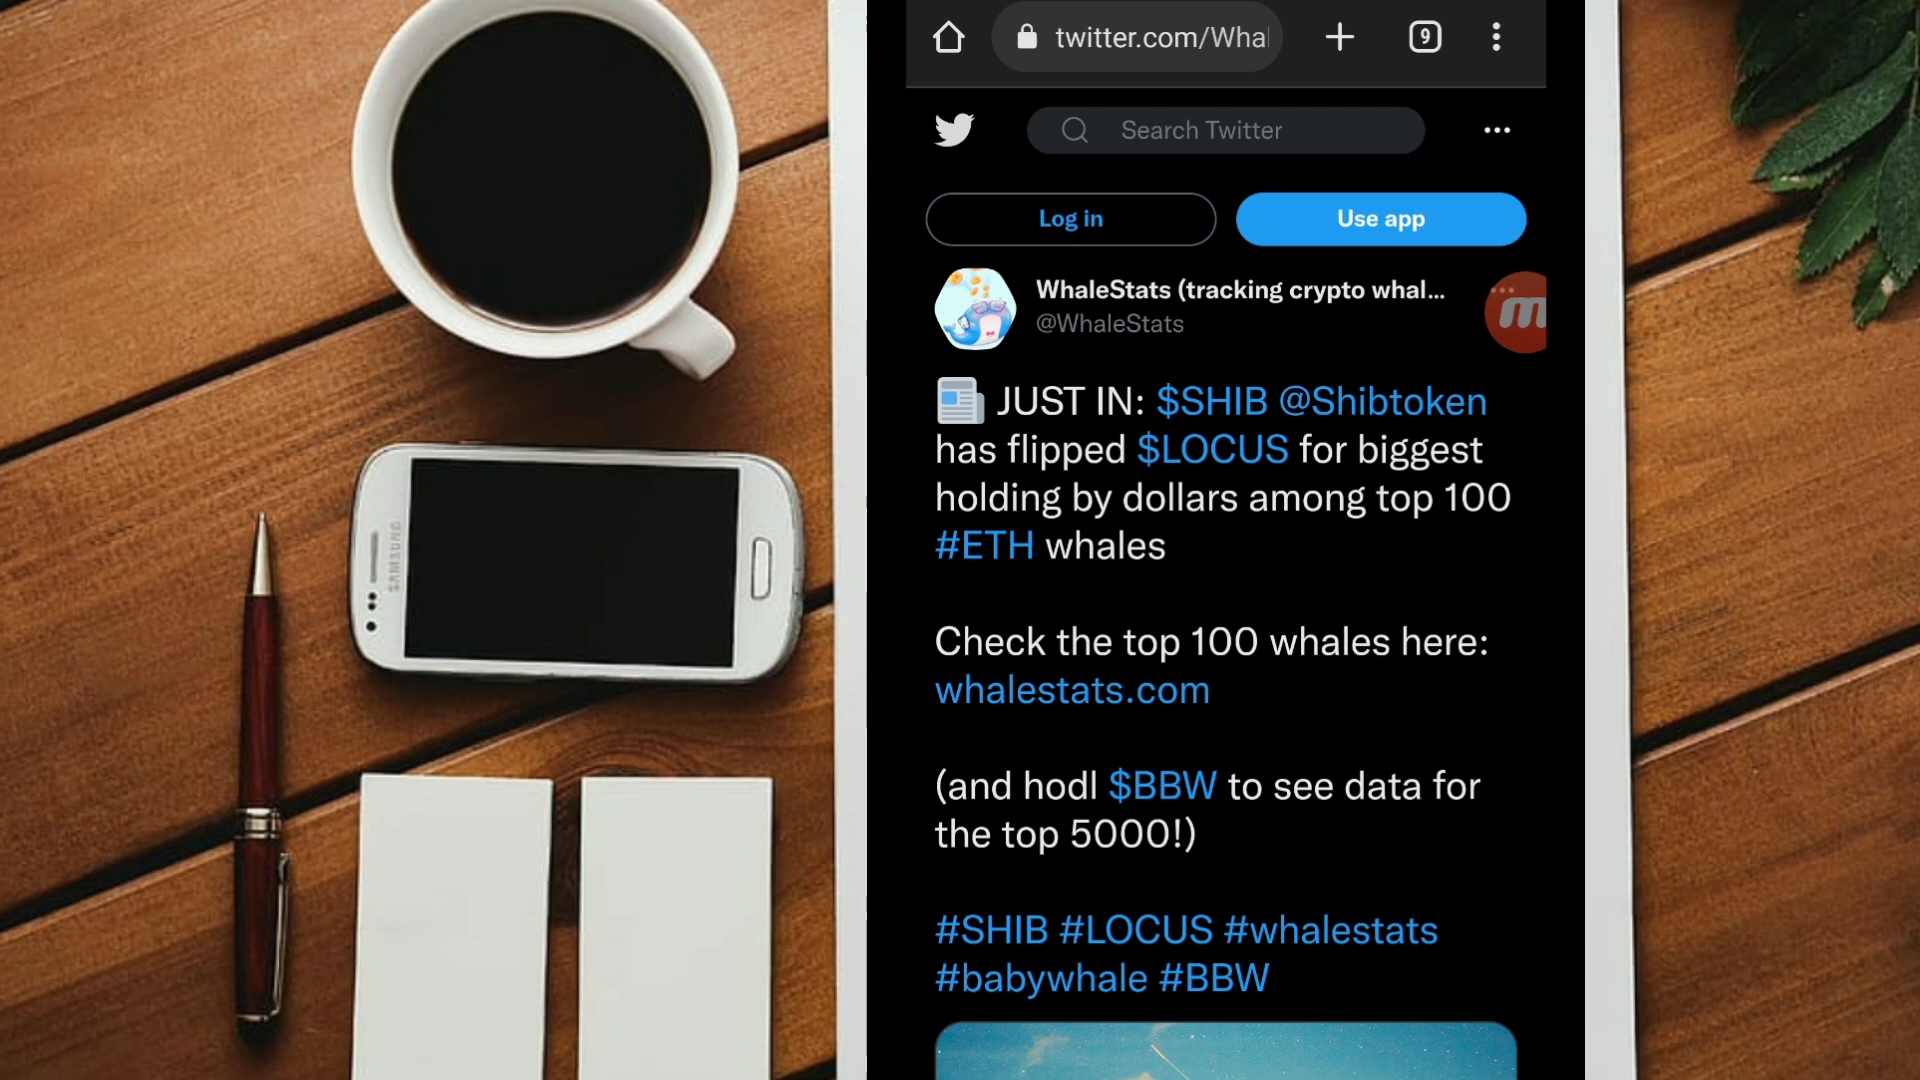 SAMSUNG
twitter.com/Wha
9
Search Twitter
Log in
Use app
WhaleStats (tracking crypto whal...
@WhaleStats
m
JUST IN: $SHIB @Shibtoken
has flipped $LOCUS for biggest
holding by dollars among top 100
#ETH whales
Check the top 100 whales here:
whalestats.com
(and hodl $BBW to see data for
the top 5000!)
#SHIB #LOCUS #whalestats
#babywhale #BBW